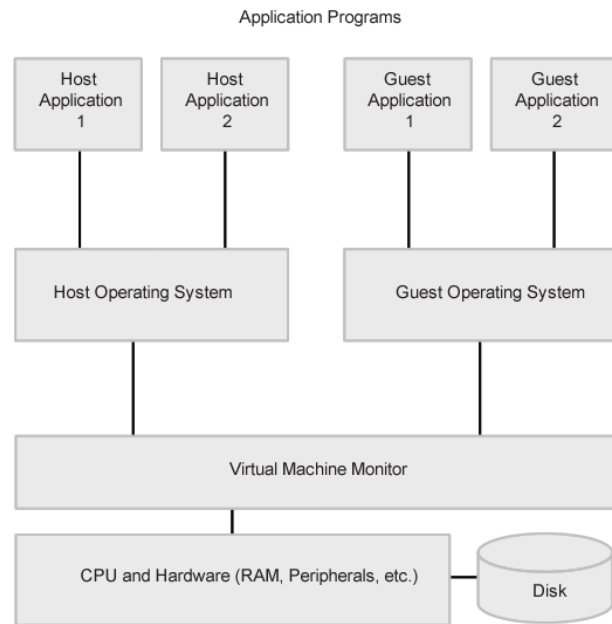 Application Programs
Host
Application
1
Host
Application
2
Guest
Application
1
Guest
Application
2
Host Operating System
Guest Operating System
Virtual Machine Monitor
CPU and Hardware (RAM, Peripherals, etc.)
Disk